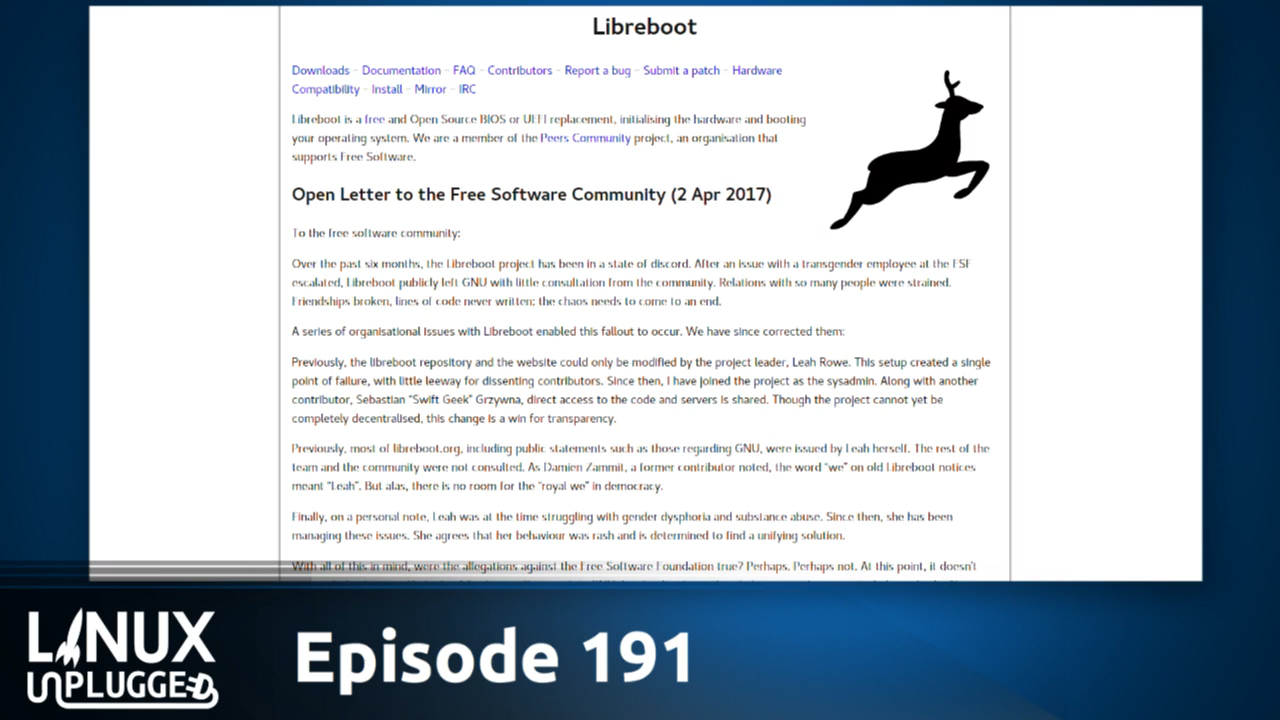 Libreboot
Downloads - Documentation - FAQ - Contributors - Report a bug - Submit a patch - Hardware
Compatibility - Install - Mirror - IRC
Libreboot is a free and Open Source BIOS or UEFI replacement, initialising the hardware and booting
your operating system. We are a member of the Peers Community project, an organisation that
supports Free Software.
Open Letter to the Free Software Community (2 Apr 2017)
To the free software community:
Over the past six months, the Libreboot project has been in a state of discord. After an issue with a transgender employee at the FSF
escalated, Libreboot publicly left GNU with little consultation from the community. Relations with so many people were strained.
Friendships broken, lines of code never written: the chaos needs to come to an end.
A series of organisational issues with Libreboot enabled this fallout to occur. We have since corrected them:
Previously, the libreboot repository and the website could only be modified by the project leader, Leah Rowe. This setup created a single
point of failure, with little leeway for dissenting contributors. Since then, I have joined the project as the sysadmin. Along with another
contributor, Sebastian "Swift Geek" Grzywna, direct access to the code and servers is shared. Though the project cannot yet be
completely decentralised, this change is a win for transparency.
Previously, most of libreboot.org, including public statements such as those regarding GNU, were issued by Leah herself. The rest of the
team and the community were not consulted. As Damien Zammit, a former contributor noted, the word "we" on old Libreboot notices
meant "Leah". But alas, there is no room for the "royal we" in democracy.
Finally, on a personal note, Leah was at the time struggling with gender dysphoria and substance abuse. Since then, she has been
managing these issues. She agrees that her behaviour was rash and is determined to find a unifying solution.
With all of this in mind, were the allegations against the Free Software Foundation true? Perhaps. Perhaps not. At this point, it doesn't
LINUX
UNPLUGGED
Episode 191